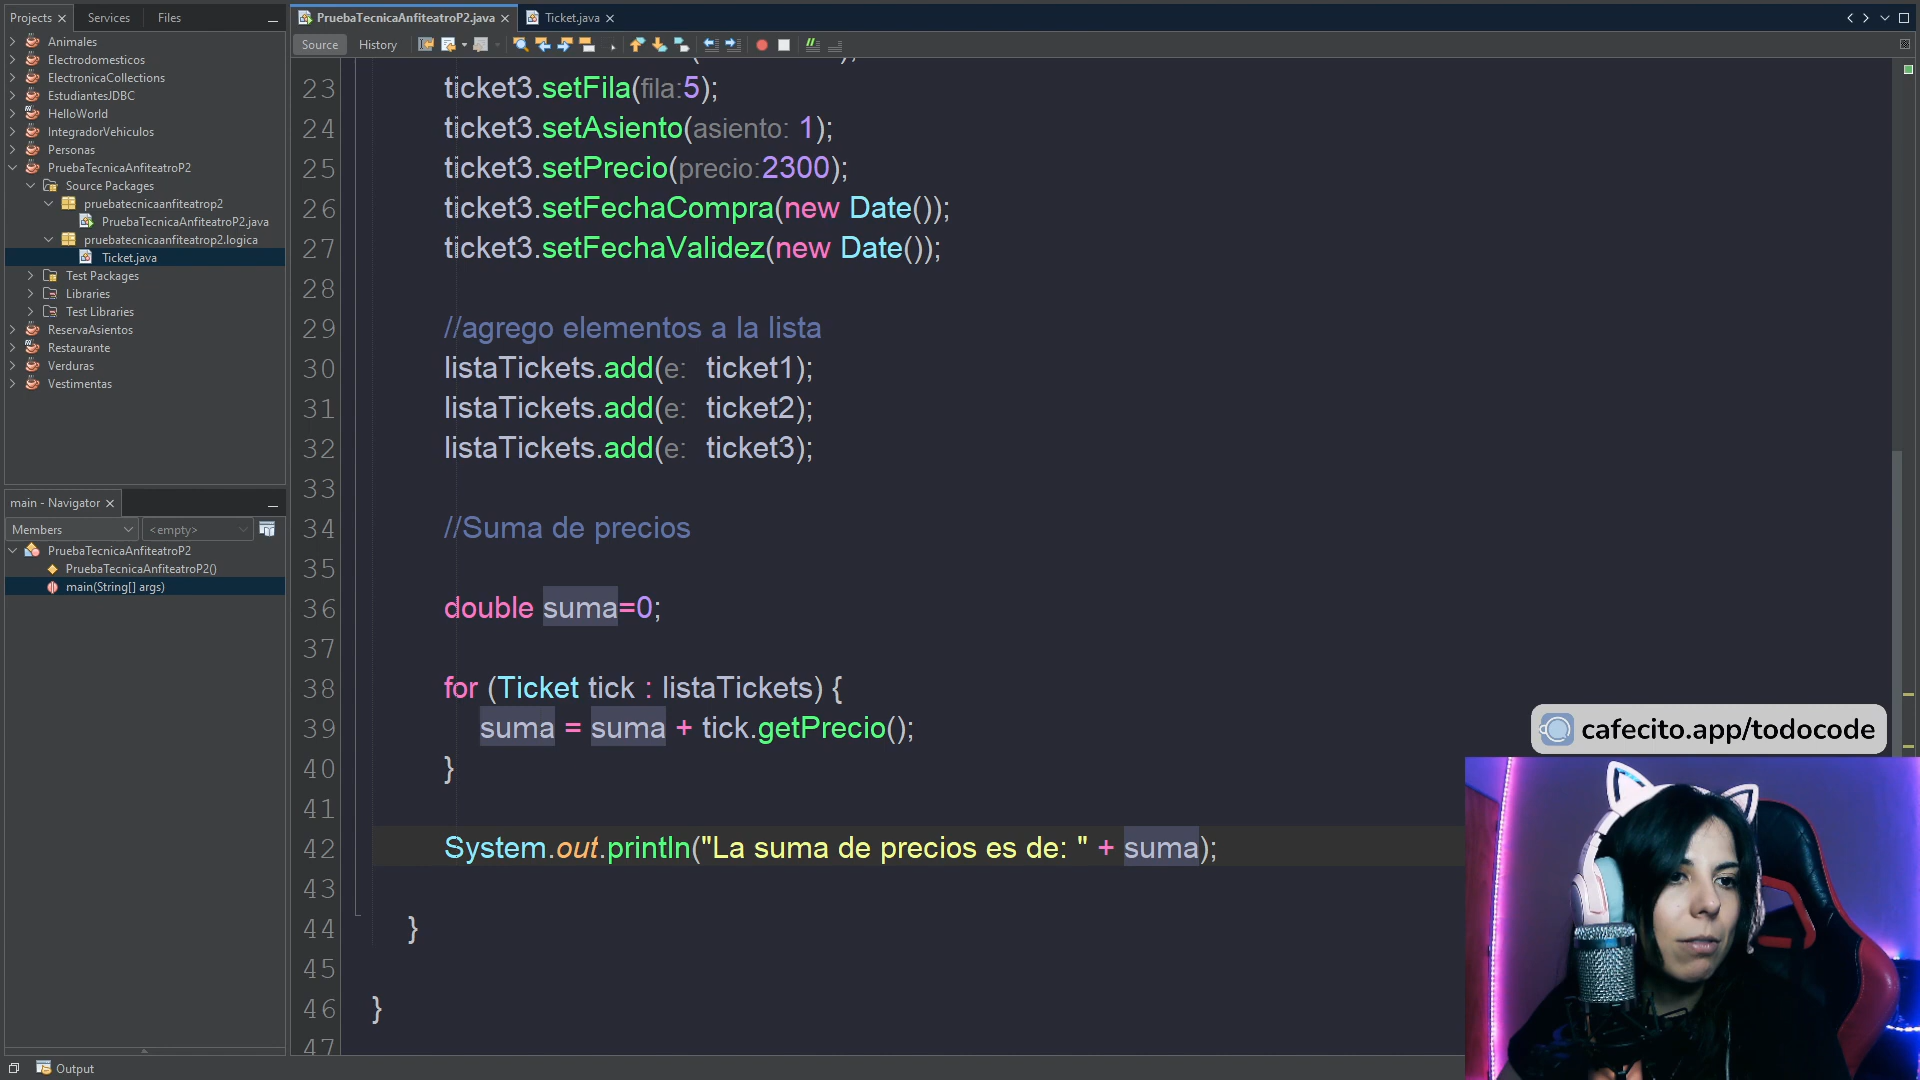 Projects
Services
Files
Animales
Electrodomesticos
ElectronicaCollections
EstudiantesJDBC
HelloWorld
IntegradorVehiculos
Personas
PruebaTecnicaAnfiteatroP2
Source Packages
pruebatecnicaanfiteatrop2
PruebaTecnicaAnfiteatroP2.java
pruebatecnicaanfiteatrop2.logica
Ticket.java
Test Packages
Libraries
Test Libraries
ReservaAsientos
Restaurante
Verduras
Vestimentas
main - Navigator
Members
<empty>
PruebaTecnicaAnfiteatroP2
PruebaTecnicaAnfiteatroP2()
main(String[] args)
Output
PruebaTecnicaAnfiteatroP2.java
Ticket.java
Source
History
23 ticket3.setFila(fila:5);
24 ticket3.setAsiento(asiento: 1);
25 ticket3.setPrecio(precio:2300);
26 ticket3.setFechaCompra(new Date());
27 ticket3.setFechaValidez(new Date());
28
29 //agrego elementos a la lista
30 listaTickets.add(e: ticket1);
31 listaTickets.add(e: ticket2);
32 listaTickets.add(e: ticket3);
33
34 //Suma de precios
35
36 double suma=0;
37
38 for (Ticket tick : listaTickets) {
39 suma = suma + tick.getPrecio();
40 }
41
42 System.out.println("La suma de precios es de: " + suma);
43
44 }
45
46 }
47
cafecito.app/todocode